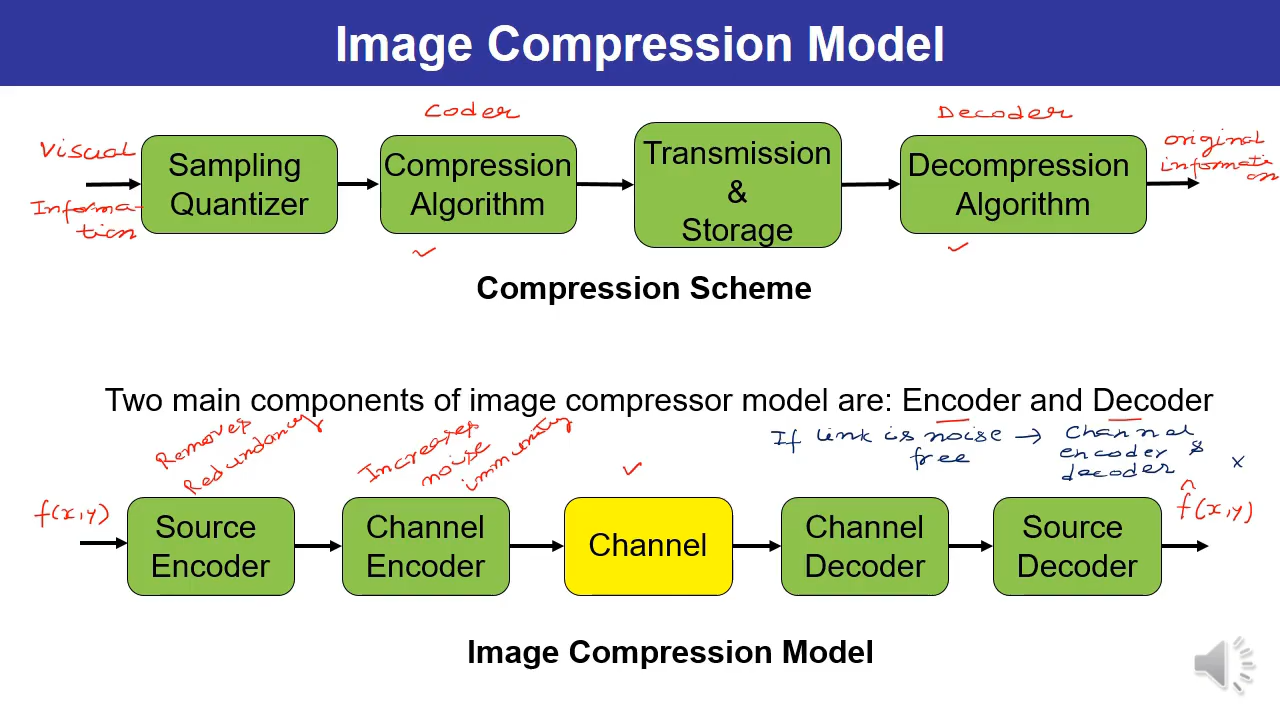 Image Compression Model
Coder
Decoder
Visual
Informa-
tion
Sampling
Quantizer
Compression
Algorithm
Transmission
&
Storage
Decompression
Algorithm
original
informati
on
Compression Scheme
Two main components of image compressor model are: Encoder and Decoder
Removes
Redundancy
Increases
noise
immunity
If link is noise →
free
Channel
encoder &
decoder
x
f(x,y)
Source
Encoder
Channel
Encoder
Channel
Channel
Decoder
Source
Decoder
f̂(x,y)
Image Compression Model